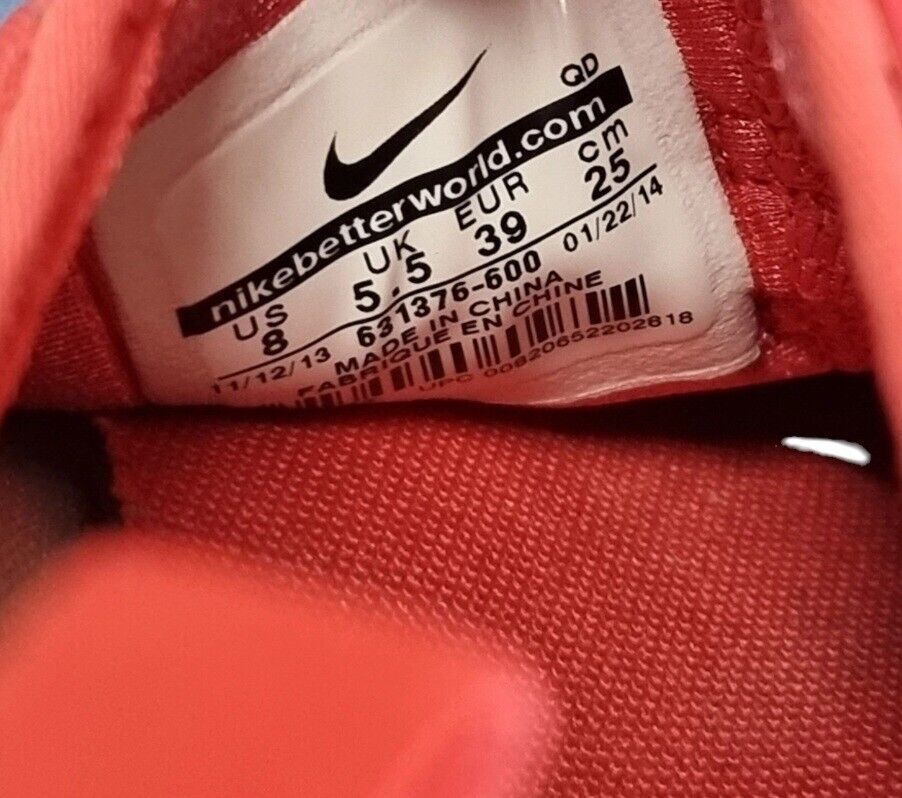 QD
nikebetterworld.com
US UK EUR cm
8 5.5 39 25
11/12/13 631376-600 01/22/14
MADE IN CHINA
FABRIQUE EN CHINE
UPC 00820652202618